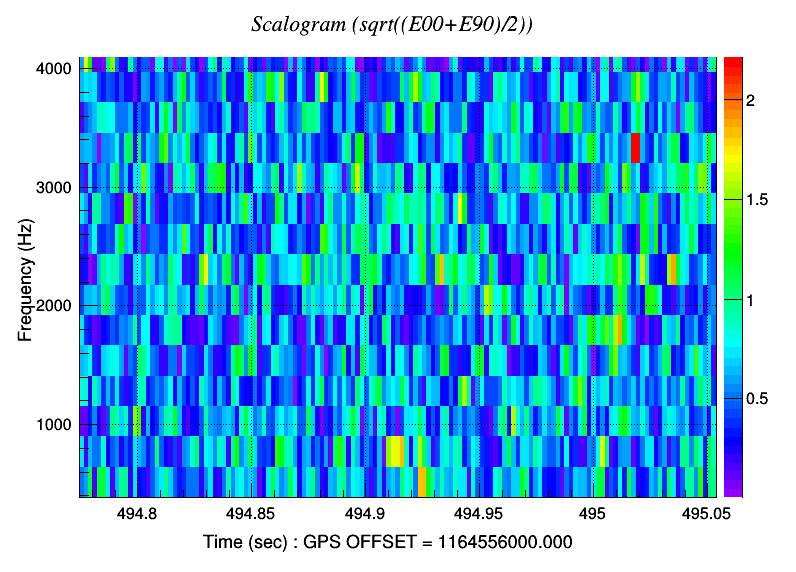 Scalogram (sqrt((E00+E90)/2))
4000
3000
2000
1000
Frequency (Hz)
2
1.5
1
0.5
494.8 494.85 494.9 494.95 495 495.05
Time (sec) : GPS OFFSET = 1164556000.000